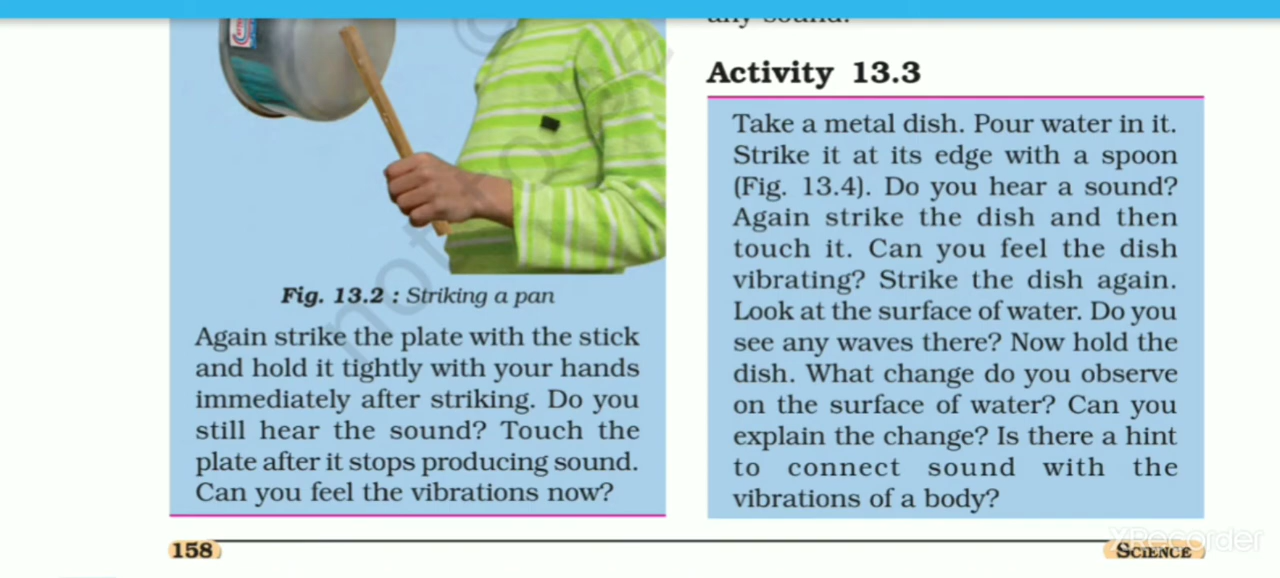 Fig. 13.2 : Striking a pan
Again strike the plate with the stick
and hold it tightly with your hands
immediately after striking. Do you
still hear the sound? Touch the
plate after it stops producing sound.
Can you feel the vibrations now?
158
any sound.
Activity 13.3
Take a metal dish. Pour water in it.
Strike it at its edge with a spoon
(Fig. 13.4). Do you hear a sound?
Again strike the dish and then
touch it. Can you feel the dish
vibrating? Strike the dish again.
Look at the surface of water. Do you
see any waves there? Now hold the
dish. What change do you observe
on the surface of water? Can you
explain the change? Is there a hint
to connect sound with the
vibrations of a body?
SCIENCE
XRecorder